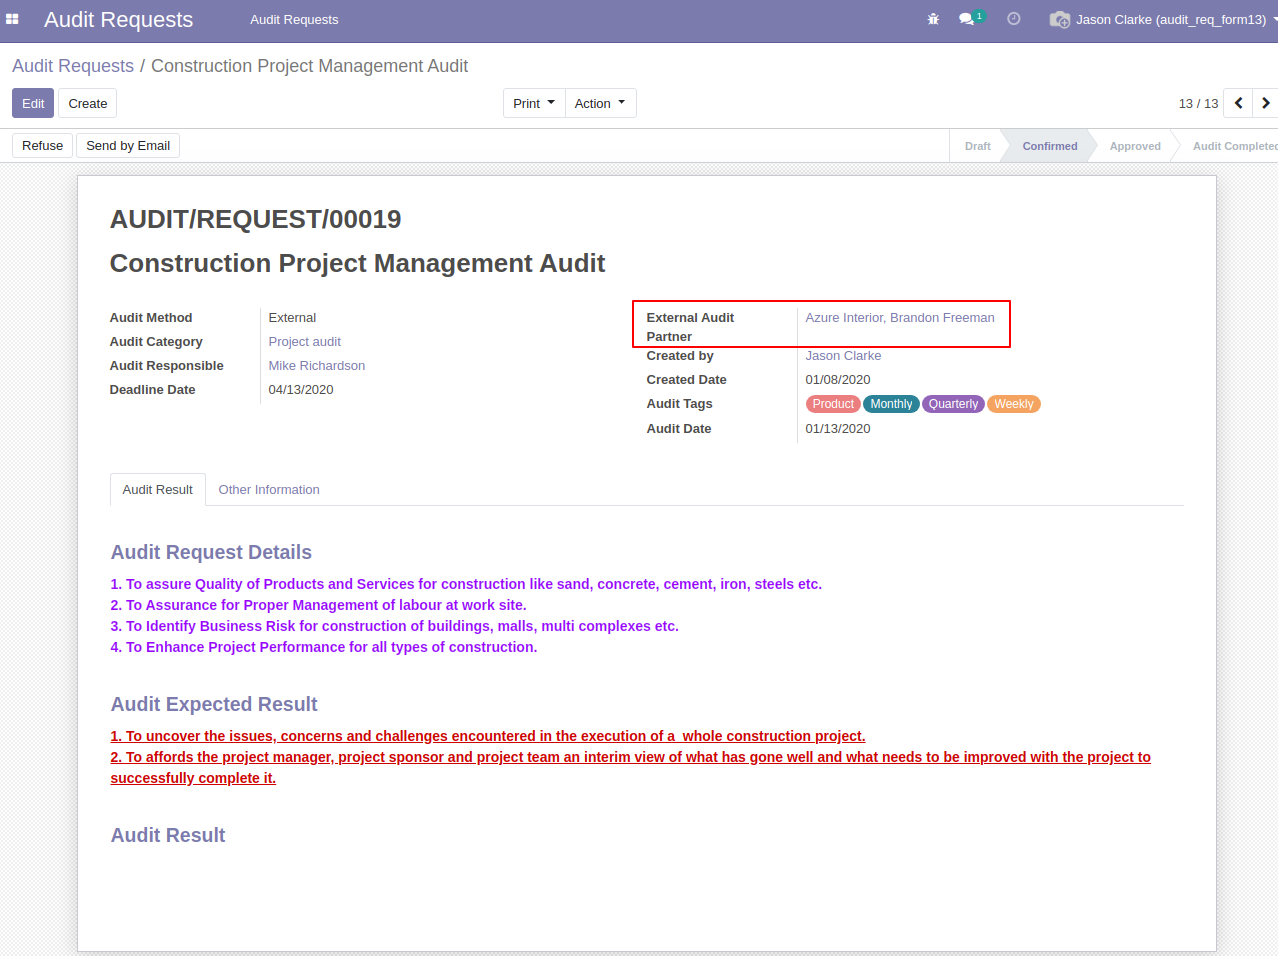 Audit Requests Audit Requests 1 Jason Clarke (audit_req_form13)
Audit Requests / Construction Project Management Audit
Edit Create Print Action 13 / 13
Refuse Send by Email Draft Confirmed Approved Audit Completed
AUDIT/REQUEST/00019
Construction Project Management Audit
Audit Method External
Audit Category Project audit
Audit Responsible Mike Richardson
Deadline Date 04/13/2020
External Audit Azure Interior, Brandon Freeman
Partner
Created by Jason Clarke
Created Date 01/08/2020
Audit Tags Product Monthly Quarterly Weekly
Audit Date 01/13/2020
Audit Result Other Information
Audit Request Details
1. To assure Quality of Products and Services for construction like sand, concrete, cement, iron, steels etc.
2. To Assurance for Proper Management of labour at work site.
3. To Identify Business Risk for construction of buildings, malls, multi complexes etc.
4. To Enhance Project Performance for all types of construction.
Audit Expected Result
1. To uncover the issues, concerns and challenges encountered in the execution of a  whole construction project.
2. To affords the project manager, project sponsor and project team an interim view of what has gone well and what needs to be improved with the project to
successfully complete it.
Audit Result